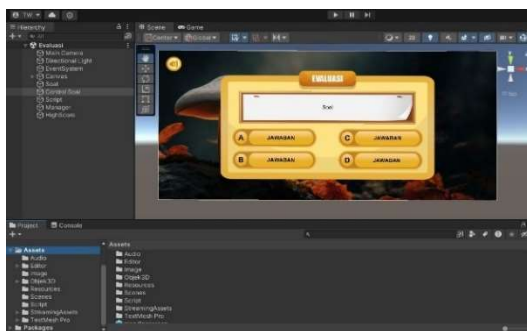 Hierarchy
Scene
Game
Center
Global
All
Evaluasi
Main Camera
Directional Light
EventSystem
Canvas
Soal
Control Soal
Script
Manager
HighScore
EVALUASI
Soal
A JAWABAN
C JAWABAN
B JAWABAN
D JAWABAN
Project
Console
Assets
Audio
Editor
Image
Objek 3D
Resources
Scenes
Script
StreamingAssets
TextMesh Pro
Packages
Assets
Audio
Editor
Image
Objek 3D
Resources
Scenes
Script
StreamingAssets
TextMesh Pro